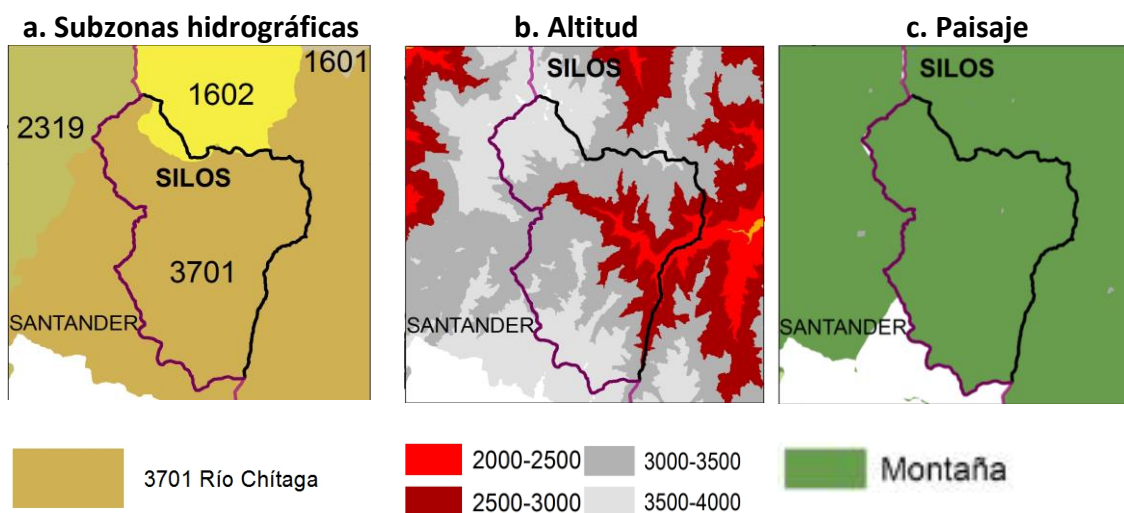 a. Subzonas hidrográficas
b. Altitud
c. Paisaje
1601
1602
2319
SILOS
3701
SANTANDER
SILOS
SANTANDER
SILOS
SANTANDER
3701 Río Chítaga
2000-2500
3000-3500
2500-3000
3500-4000
Montaña